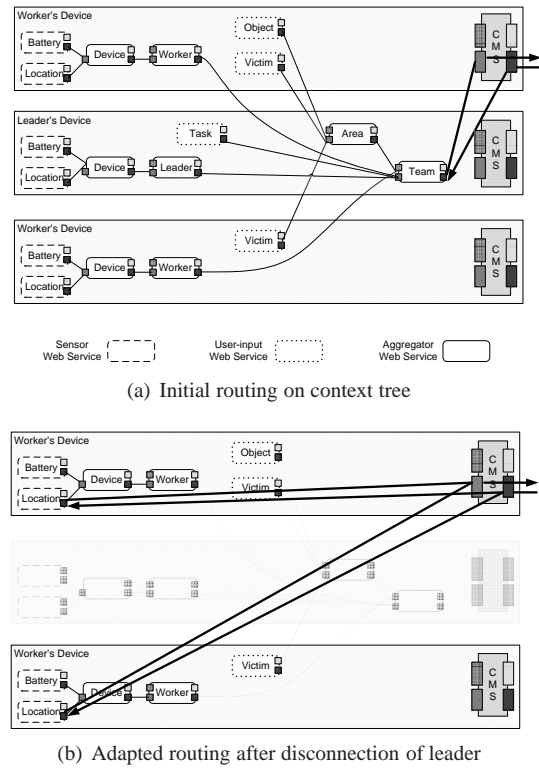 Worker's Device
Battery
Location
Device
Worker
Object
Victim
C
M
S
Leader's Device
Battery
Location
Device
Leader
Task
Area
Team
C
M
S
Worker's Device
Battery
Location
Device
Worker
Victim
C
M
S
Sensor
Web Service
User-input
Web Service
Aggregator
Web Service
(a) Initial routing on context tree
Worker's Device
Battery
Location
Device
Worker
Object
Victim
C
M
S
Worker's Device
Battery
Location
Device
Worker
Victim
C
M
S
(b) Adapted routing after disconnection of leader